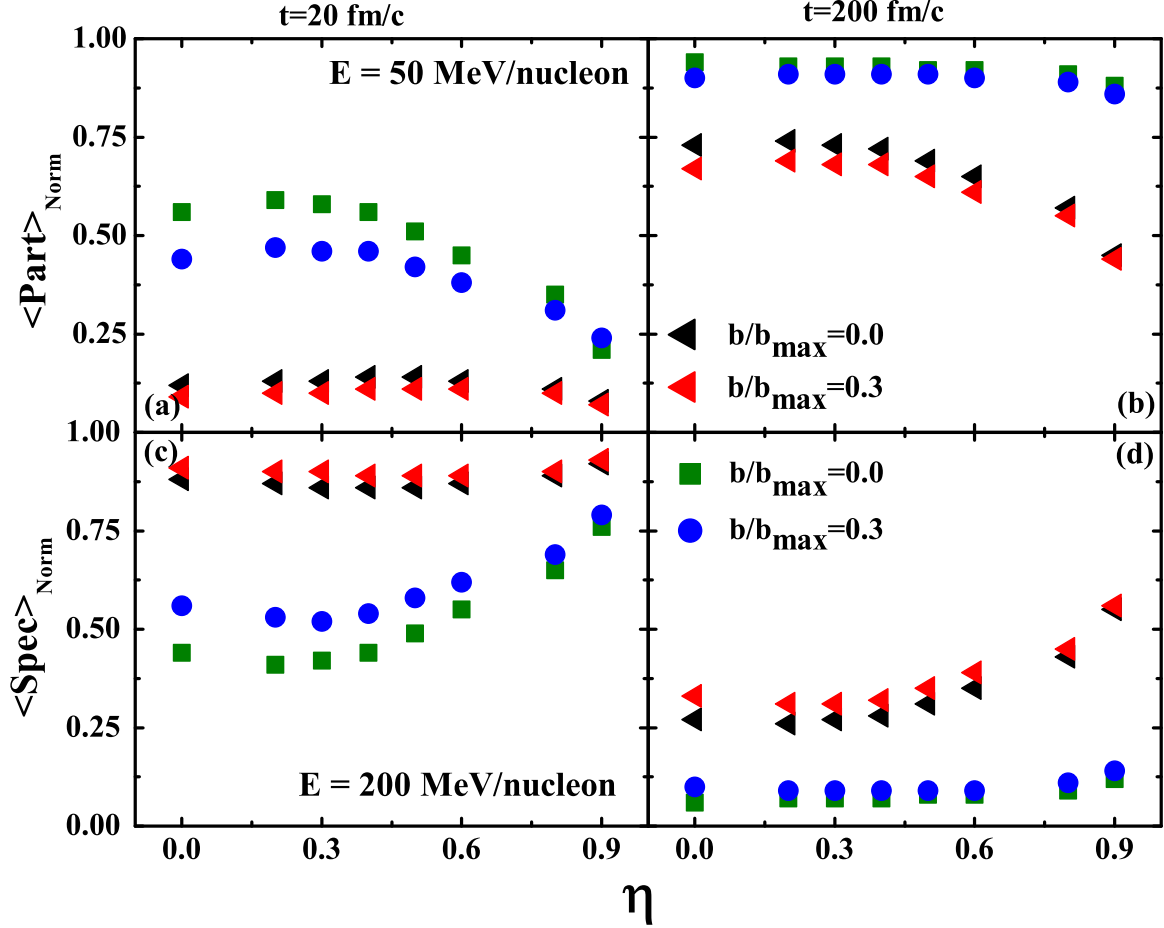 t=20 fm/c
t=200 fm/c
1.00
E = 50 MeV/nucleon
0.75
0.50
<Part>Norm
0.25
b/bmax=0.0
b/bmax=0.3
(a)
(b)
1.00
(c)
(d)
b/bmax=0.0
b/bmax=0.3
0.75
0.50
<Spec>Norm
0.25
E = 200 MeV/nucleon
0.00
0.0 0.3 0.6 0.9 0.0 0.3 0.6 0.9
η